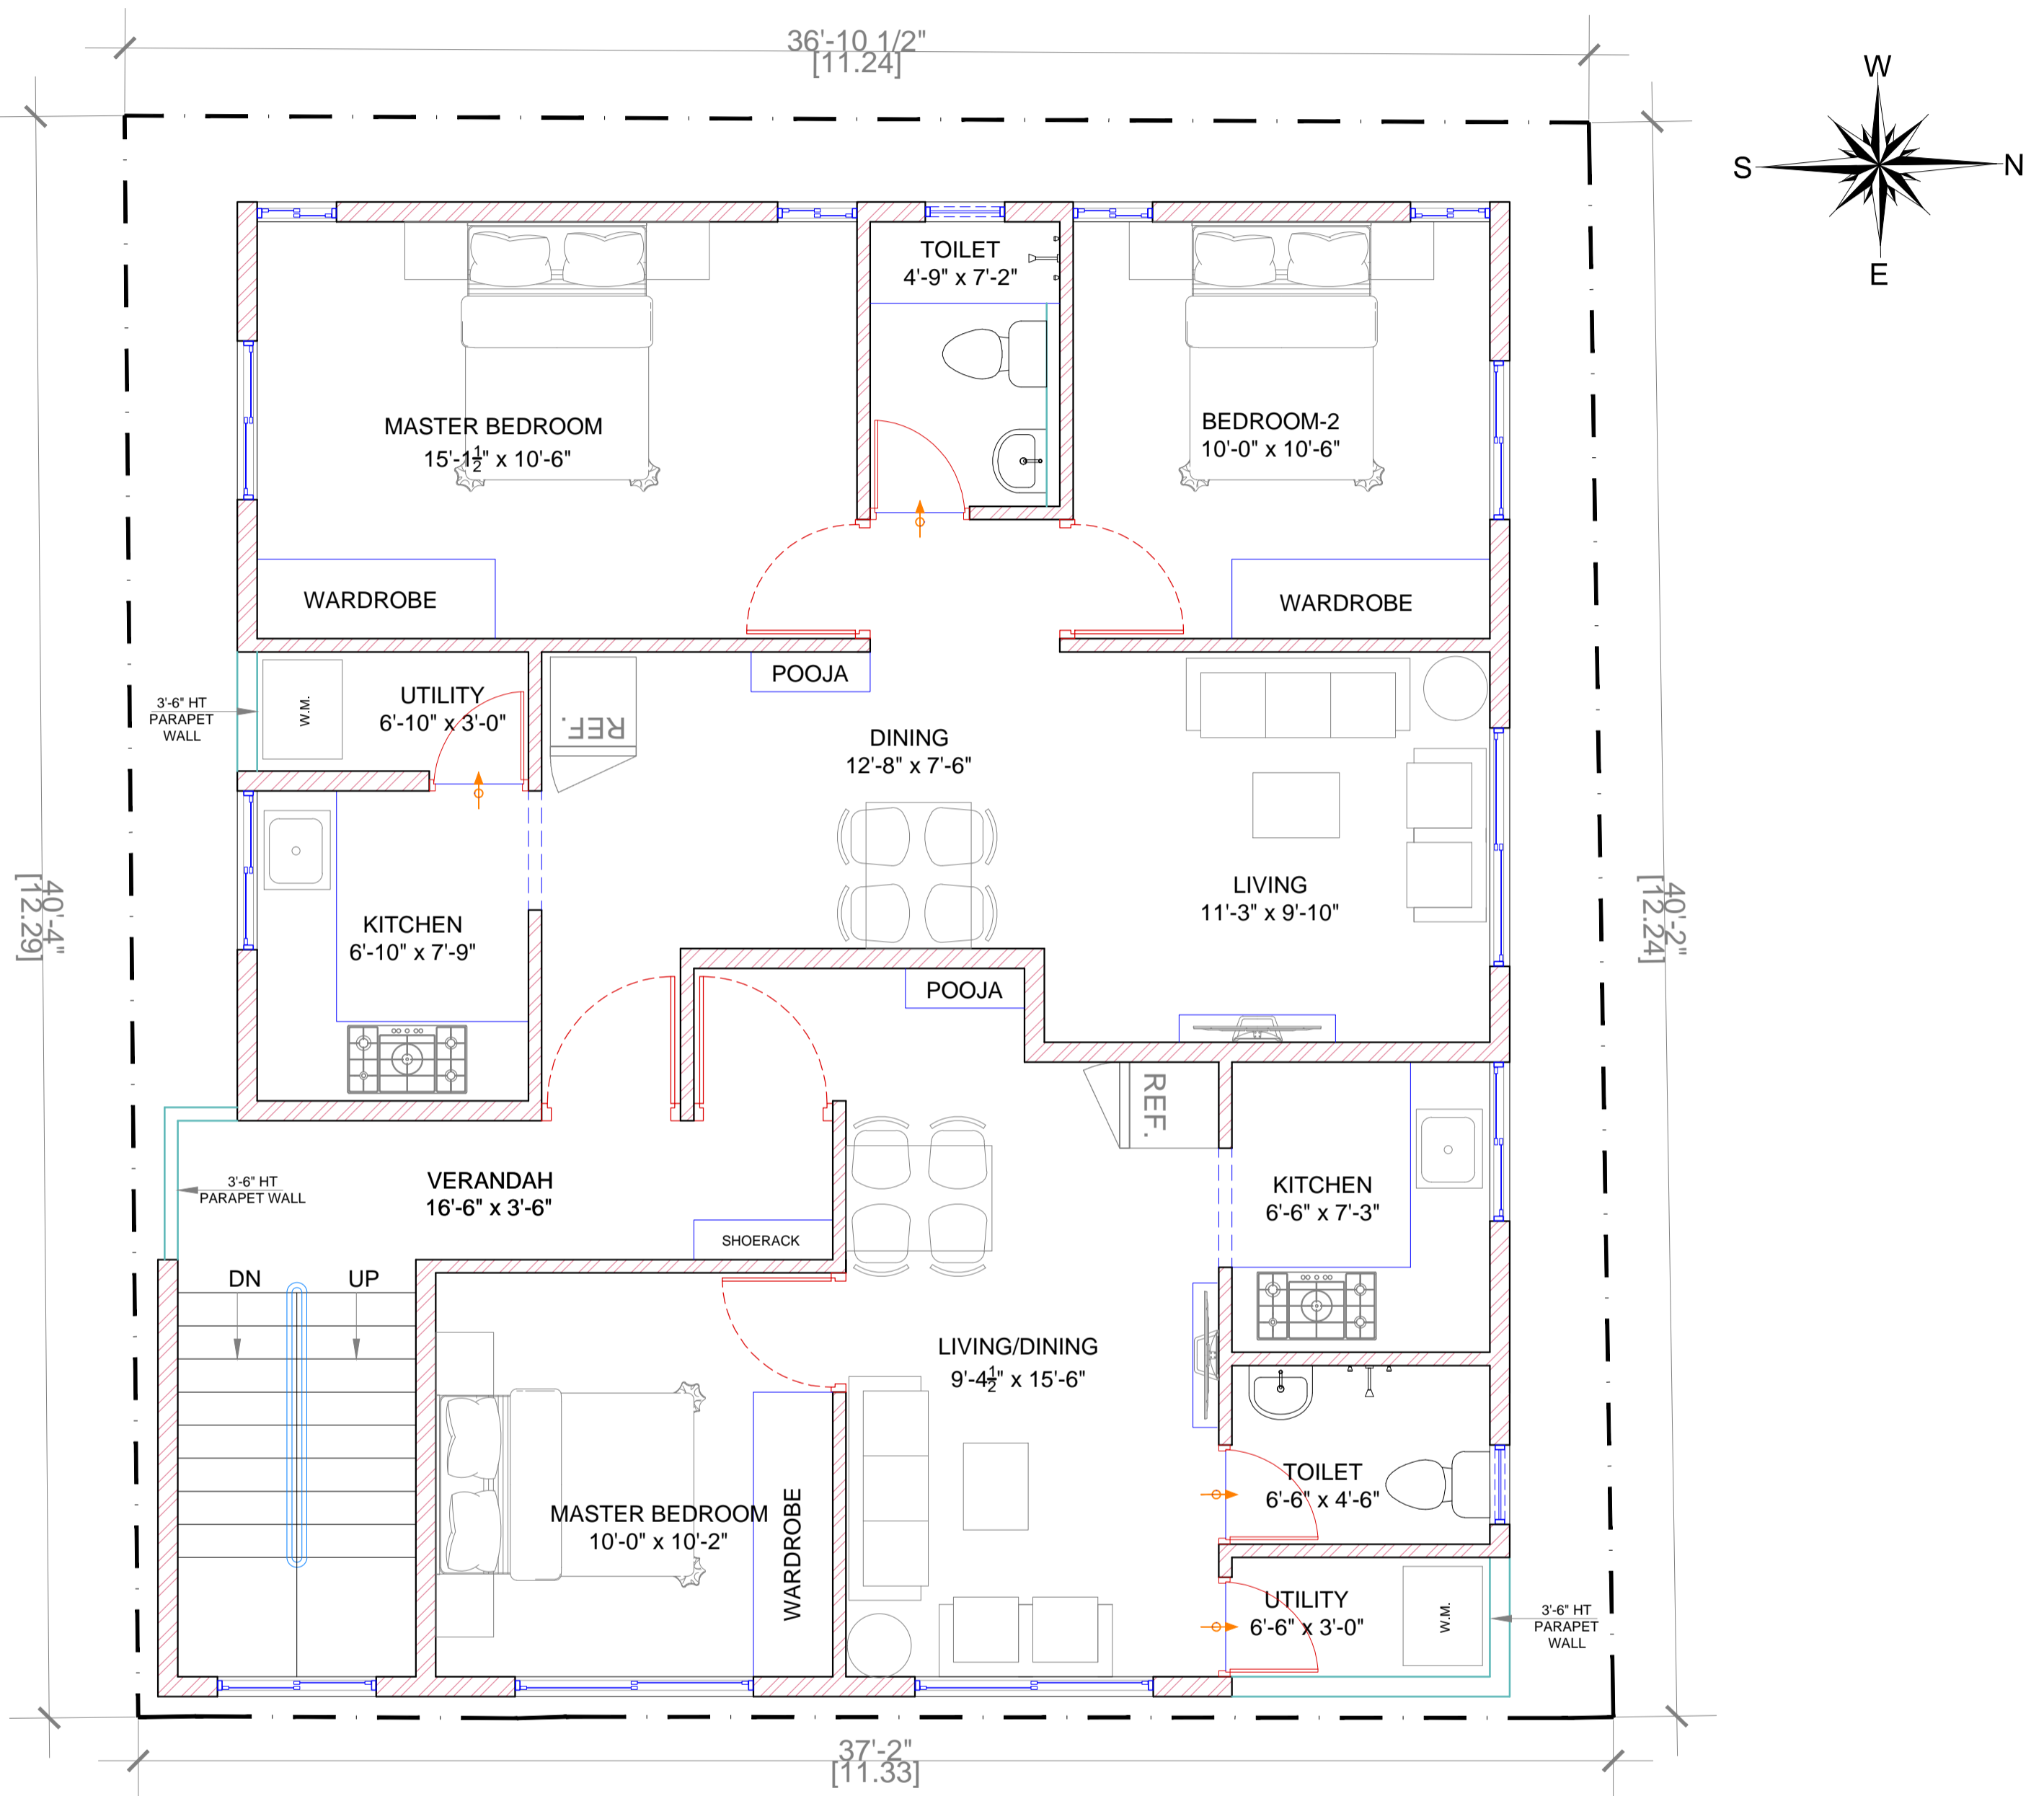 36'-10 1/2"
[11.24]
W
S
N
E
TOILET
4'-9" x 7'-2"
MASTER BEDROOM
15'-1½" x 10'-6"
BEDROOM-2
10'-0" x 10'-6"
WARDROBE
WARDROBE
POOJA
UTILITY
6'-10" x 3'-0"
W.M.
REF.
3'-6" HT
PARAPET
WALL
DINING
12'-8" x 7'-6"
LIVING
11'-3" x 9'-10"
KITCHEN
6'-10" x 7'-9"
40'-4"
[12.29]
40'-2"
[12.24]
POOJA
REF.
VERANDAH
16'-6" x 3'-6"
3'-6" HT
PARAPET WALL
KITCHEN
6'-6" x 7'-3"
SHOERACK
DN
UP
LIVING/DINING
9'-4½" x 15'-6"
TOILET
6'-6" x 4'-6"
MASTER BEDROOM
10'-0" x 10'-2"
WARDROBE
UTILITY
6'-6" x 3'-0"
W.M.
3'-6" HT
PARAPET
WALL
37'-2"
[11.33]